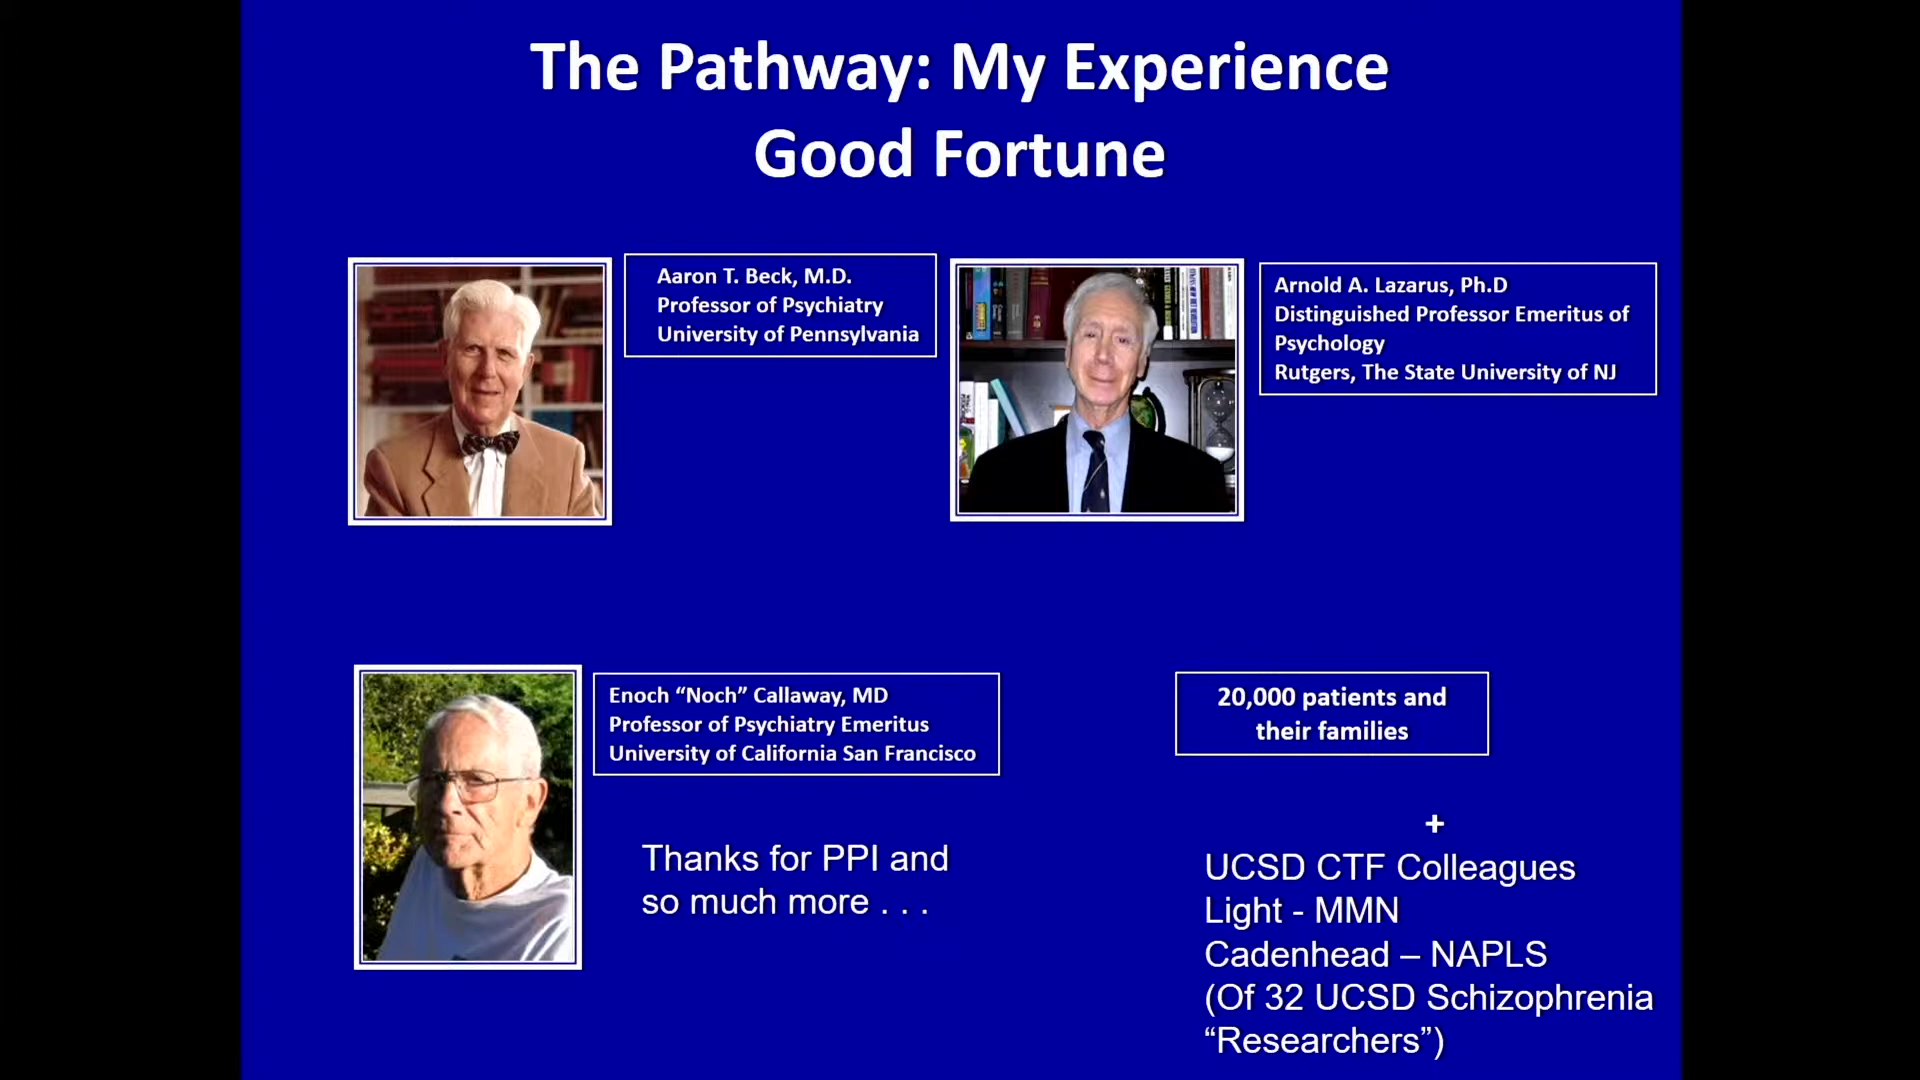 The Pathway: My Experience
Good Fortune
Aaron T. Beck, M.D.
Professor of Psychiatry
University of Pennsylvania
Arnold A. Lazarus, Ph.D
Distinguished Professor Emeritus of
Psychology
Rutgers, The State University of NJ
Enoch “Noch” Callaway, MD
Professor of Psychiatry Emeritus
University of California San Francisco
Thanks for PPI and
so much more . . .
20,000 patients and
their families
+
UCSD CTF Colleagues
Light - MMN
Cadenhead – NAPLS
(Of 32 UCSD Schizophrenia
“Researchers”)